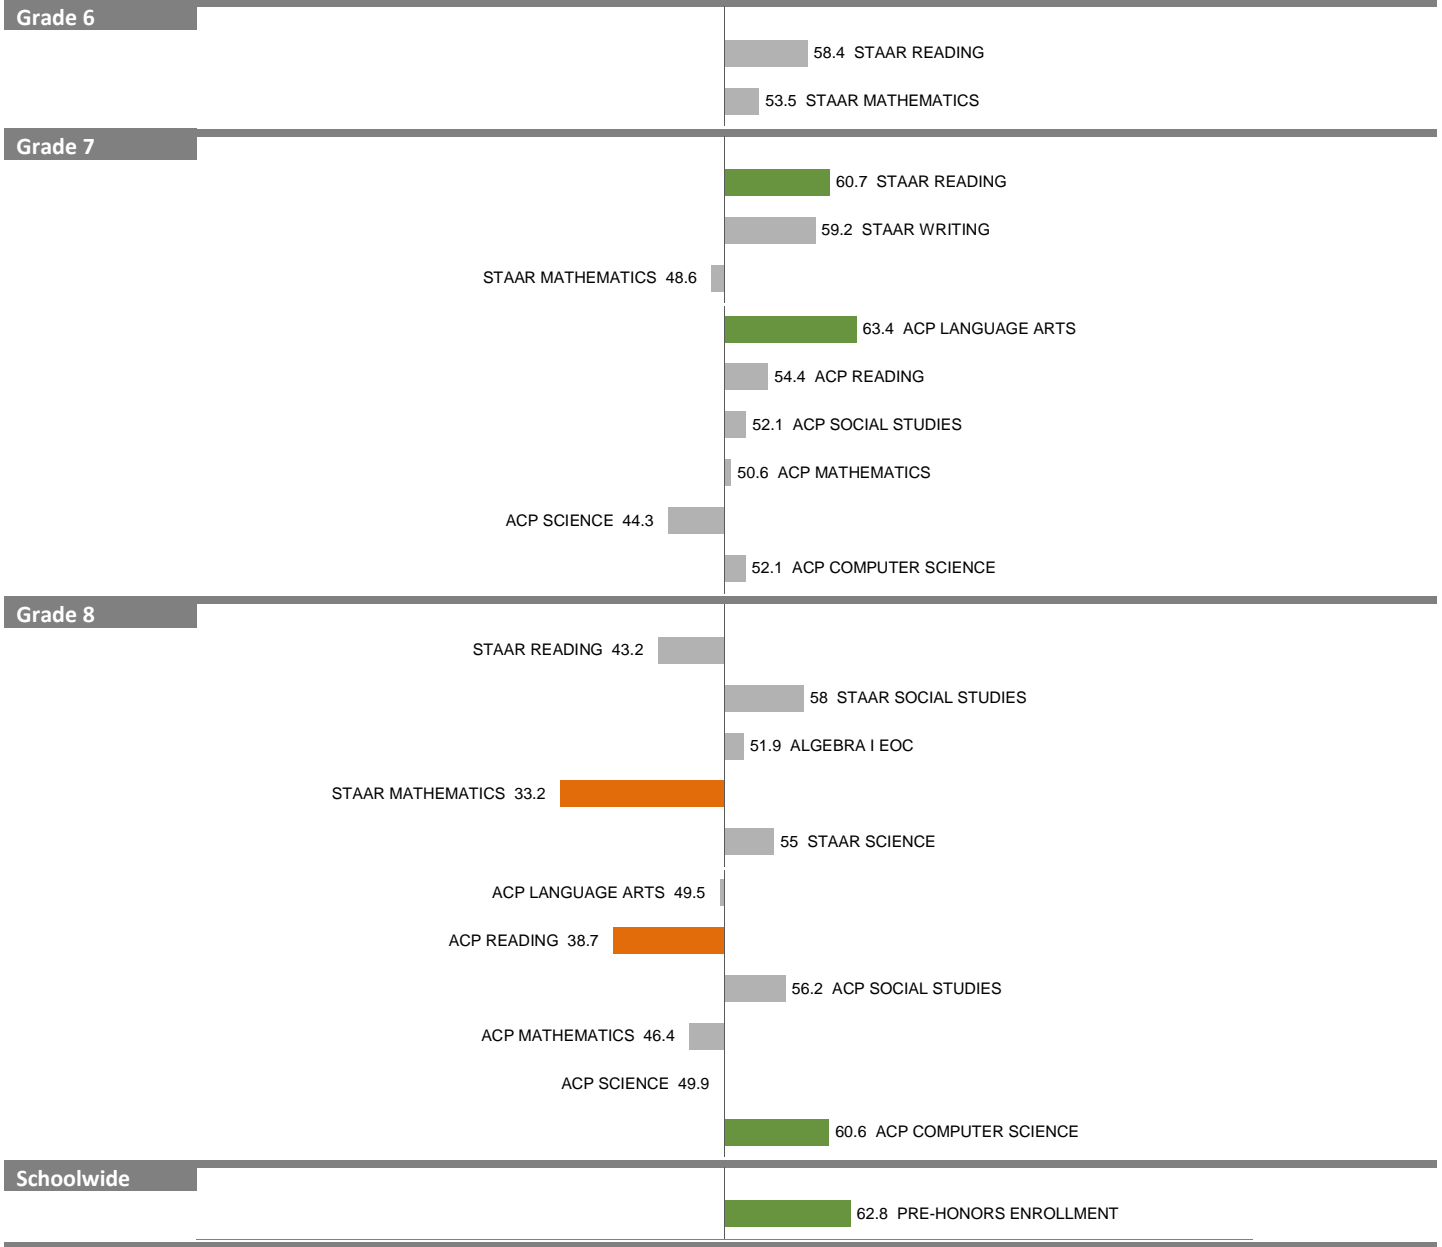 Grade 6
58.4 STAAR READING
53.5 STAAR MATHEMATICS
Grade 7
60.7 STAAR READING
59.2 STAAR WRITING
STAAR MATHEMATICS 48.6
63.4 ACP LANGUAGE ARTS
54.4 ACP READING
52.1 ACP SOCIAL STUDIES
50.6 ACP MATHEMATICS
ACP SCIENCE 44.3
52.1 ACP COMPUTER SCIENCE
Grade 8
STAAR READING 43.2
58 STAAR SOCIAL STUDIES
51.9 ALGEBRA I EOC
STAAR MATHEMATICS 33.2
55 STAAR SCIENCE
ACP LANGUAGE ARTS 49.5
ACP READING 38.7
56.2 ACP SOCIAL STUDIES
ACP MATHEMATICS 46.4
ACP SCIENCE 49.9
60.6 ACP COMPUTER SCIENCE
Schoolwide
62.8 PRE-HONORS ENROLLMENT